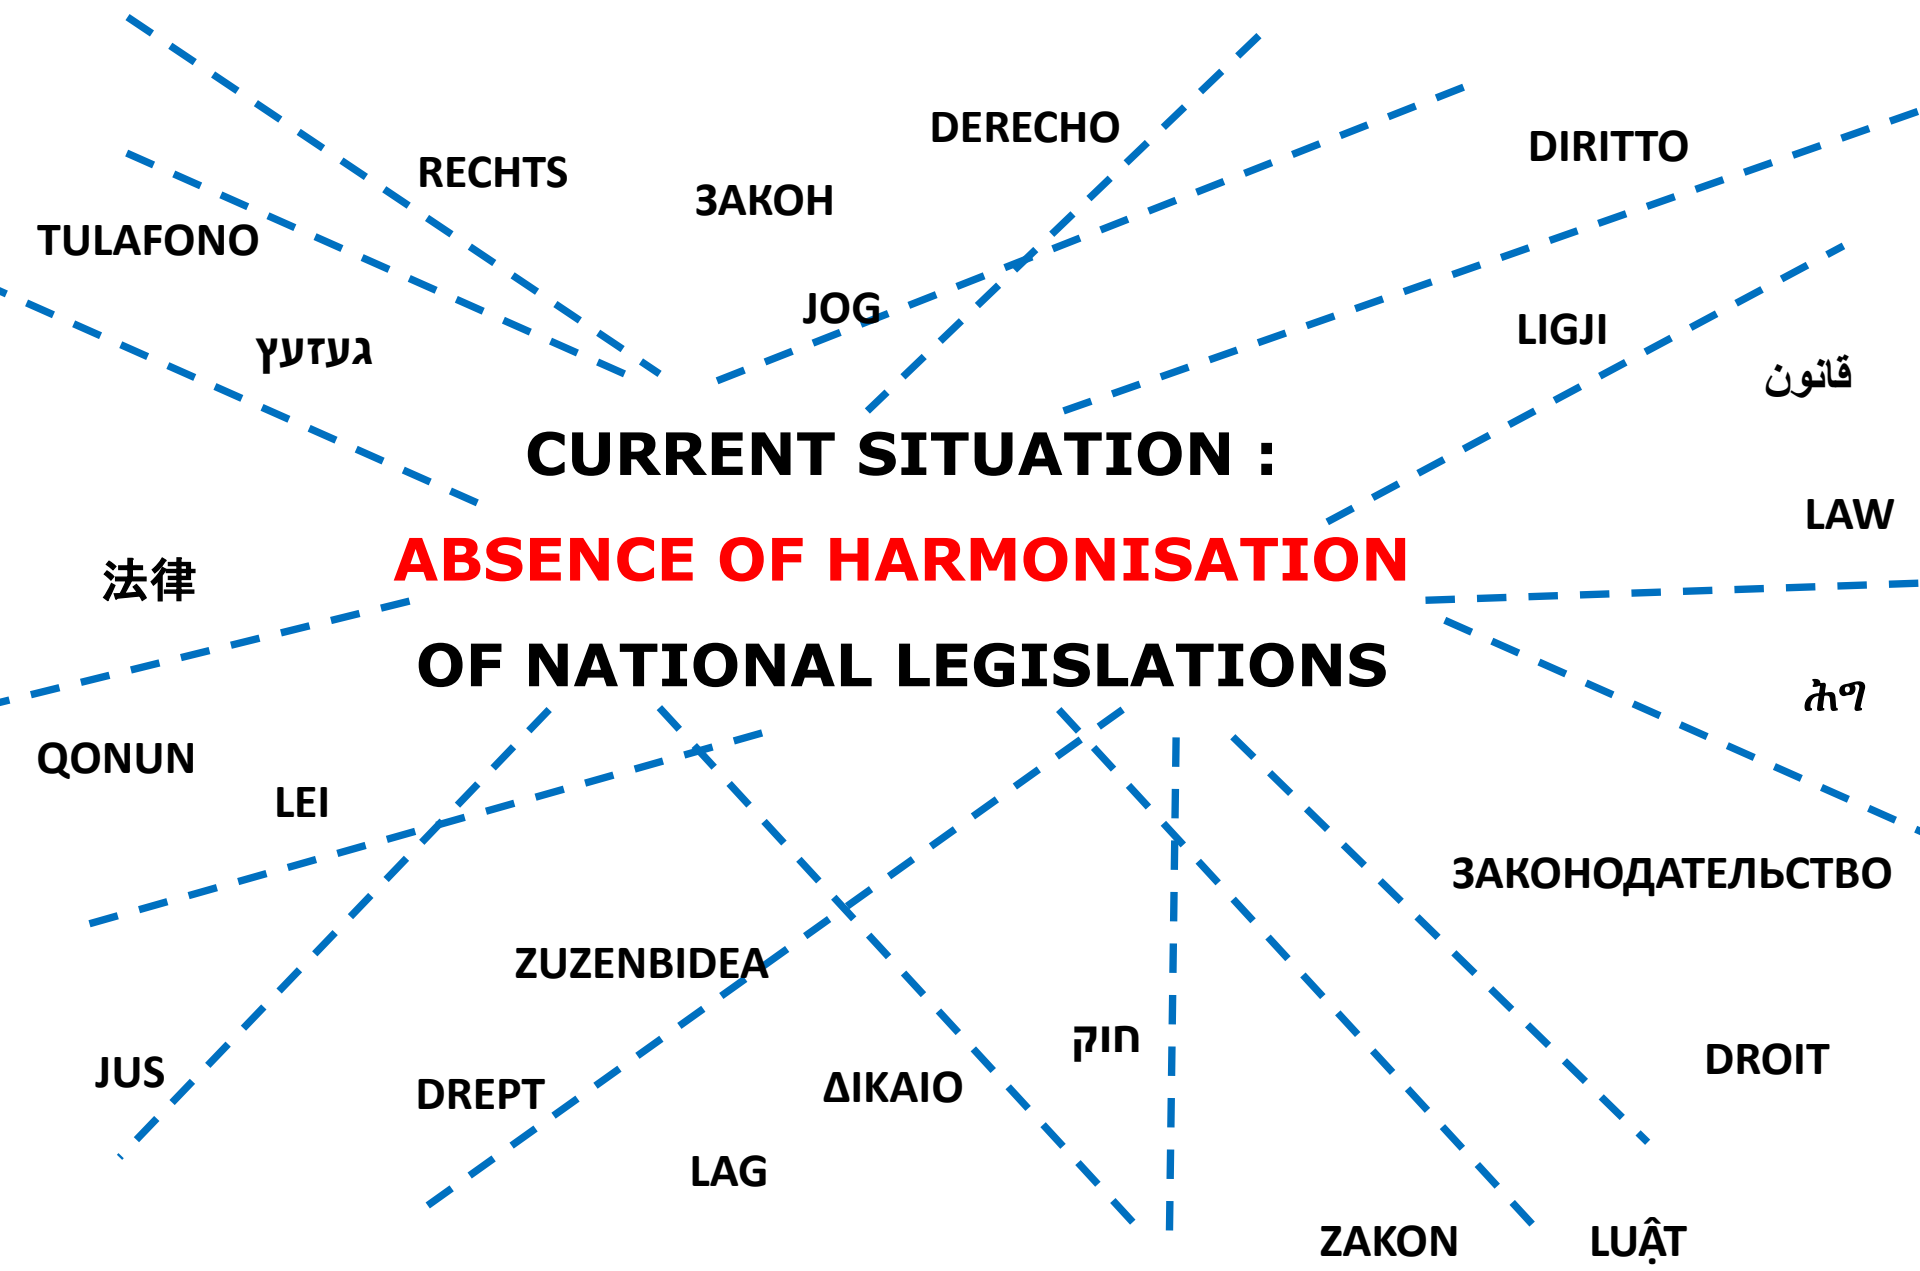 DERECHO
DIRITTO
RECHTS
ЗАКОН
TULAFONO
JOG
LIGJI
געזעץ
قانون
CURRENT SITUATION :
LAW
ABSENCE OF HARMONISATION
法律
OF NATIONAL LEGISLATIONS
ሕግ
QONUN
LEI
ЗАКОНОДАТЕЛЬСТВО
ZUZENBIDEA
חוק
DROIT
JUS
DREPT
ΔΙΚΑΙΟ
LAG
ZAKON
LUẬT